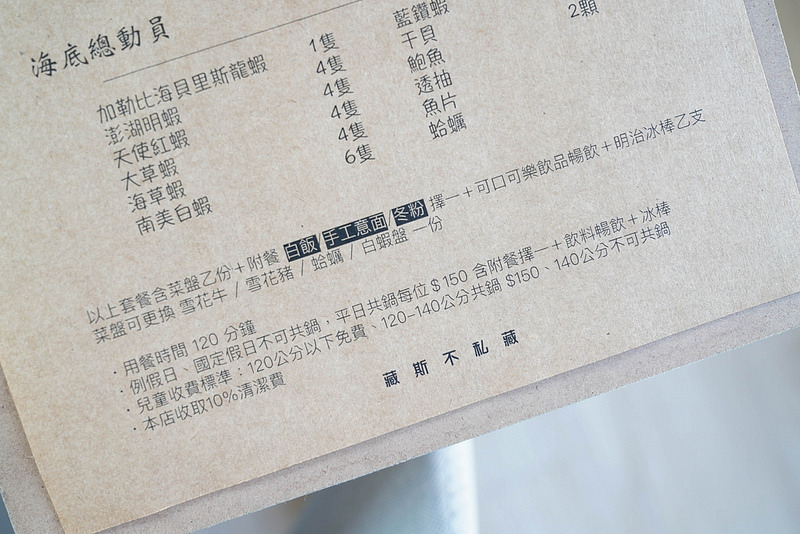 海底總動員
加勒比海貝里斯龍蝦 1隻
澎湖明蝦 4隻
天使紅蝦 4隻
大草蝦 4隻
海草蝦 4隻
南美白蝦 6隻
藍鑽蝦
干貝 2顆
鮑魚
透抽
魚片
蛤蠣
以上套餐含菜盤乙份＋附餐 白飯/手工意面/冬粉 擇一＋可口可樂飲品暢飲＋明治冰棒乙支
菜盤可更換 雪花牛 / 雪花豬 / 蛤蠣 / 白蝦盤 一份
· 用餐時間 120 分鐘
· 例假日、國定假日不可共鍋，平日共鍋每位＄150 含附餐擇一＋飲料暢飲＋冰棒
· 兒童收費標準：120公分以下免費、120-140公分共鍋 $150、140公分不可共鍋
· 本店收取10%清潔費
藏斯不私藏